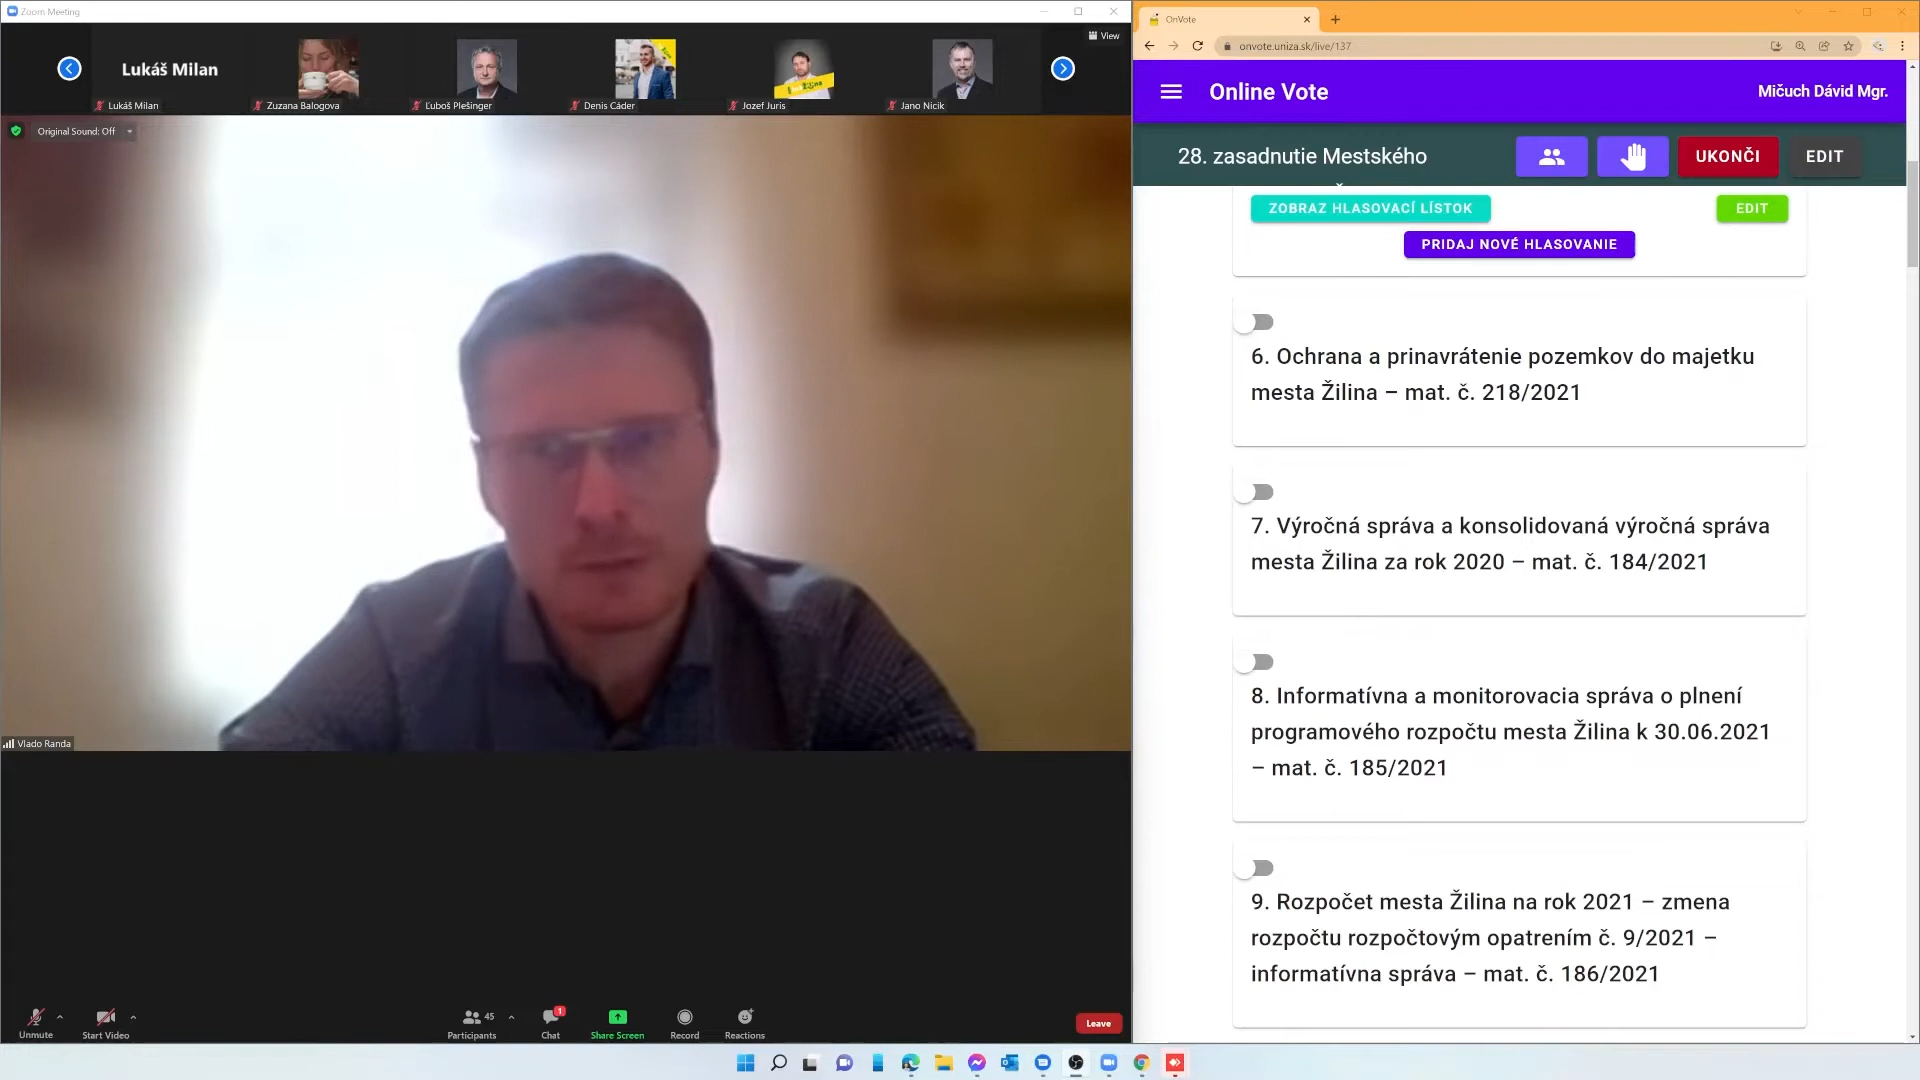 Zoom Meeting
View
Lukáš Milan
Lukáš Milan
Zuzana Balogova
Ľuboš Plešinger
Denis Cáder
Jozef Juris
Jano Nicik
Original Sound: Off
Vlado Randa
Unmute
Start Video
45
Participants
1
Chat
Share Screen
Record
Reactions
Leave
OnVote
onvote.uniza.sk/live/137
Online Vote
Mičuch Dávid Mgr.
28. zasadnutie Mestského
UKONČI
EDIT
ZOBRAZ HLASOVACÍ LÍSTOK
EDIT
PRIDAJ NOVÉ HLASOVANIE
6. Ochrana a prinavrátenie pozemkov do majetku
mesta Žilina – mat. č. 218/2021
7. Výročná správa a konsolidovaná výročná správa
mesta Žilina za rok 2020 – mat. č. 184/2021
8. Informatívna a monitorovacia správa o plnení
programového rozpočtu mesta Žilina k 30.06.2021
– mat. č. 185/2021
9. Rozpočet mesta Žilina na rok 2021 – zmena
rozpočtu rozpočtovým opatrením č. 9/2021 –
informatívna správa – mat. č. 186/2021